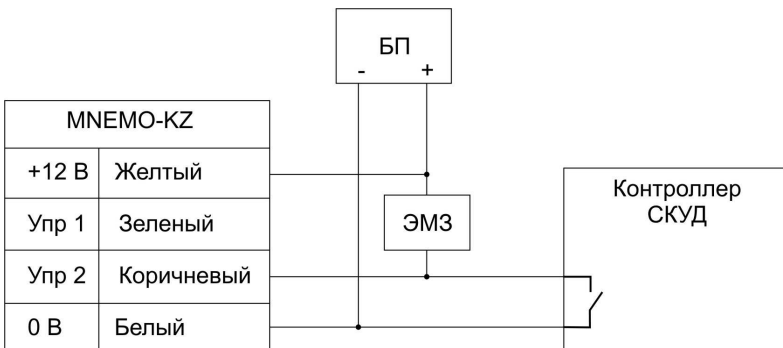 БП
- +
MNEMO-KZ
+12 В Желтый
Упр 1 Зеленый
Упр 2 Коричневый
0 В Белый
ЭМЗ
Контроллер
СКУД